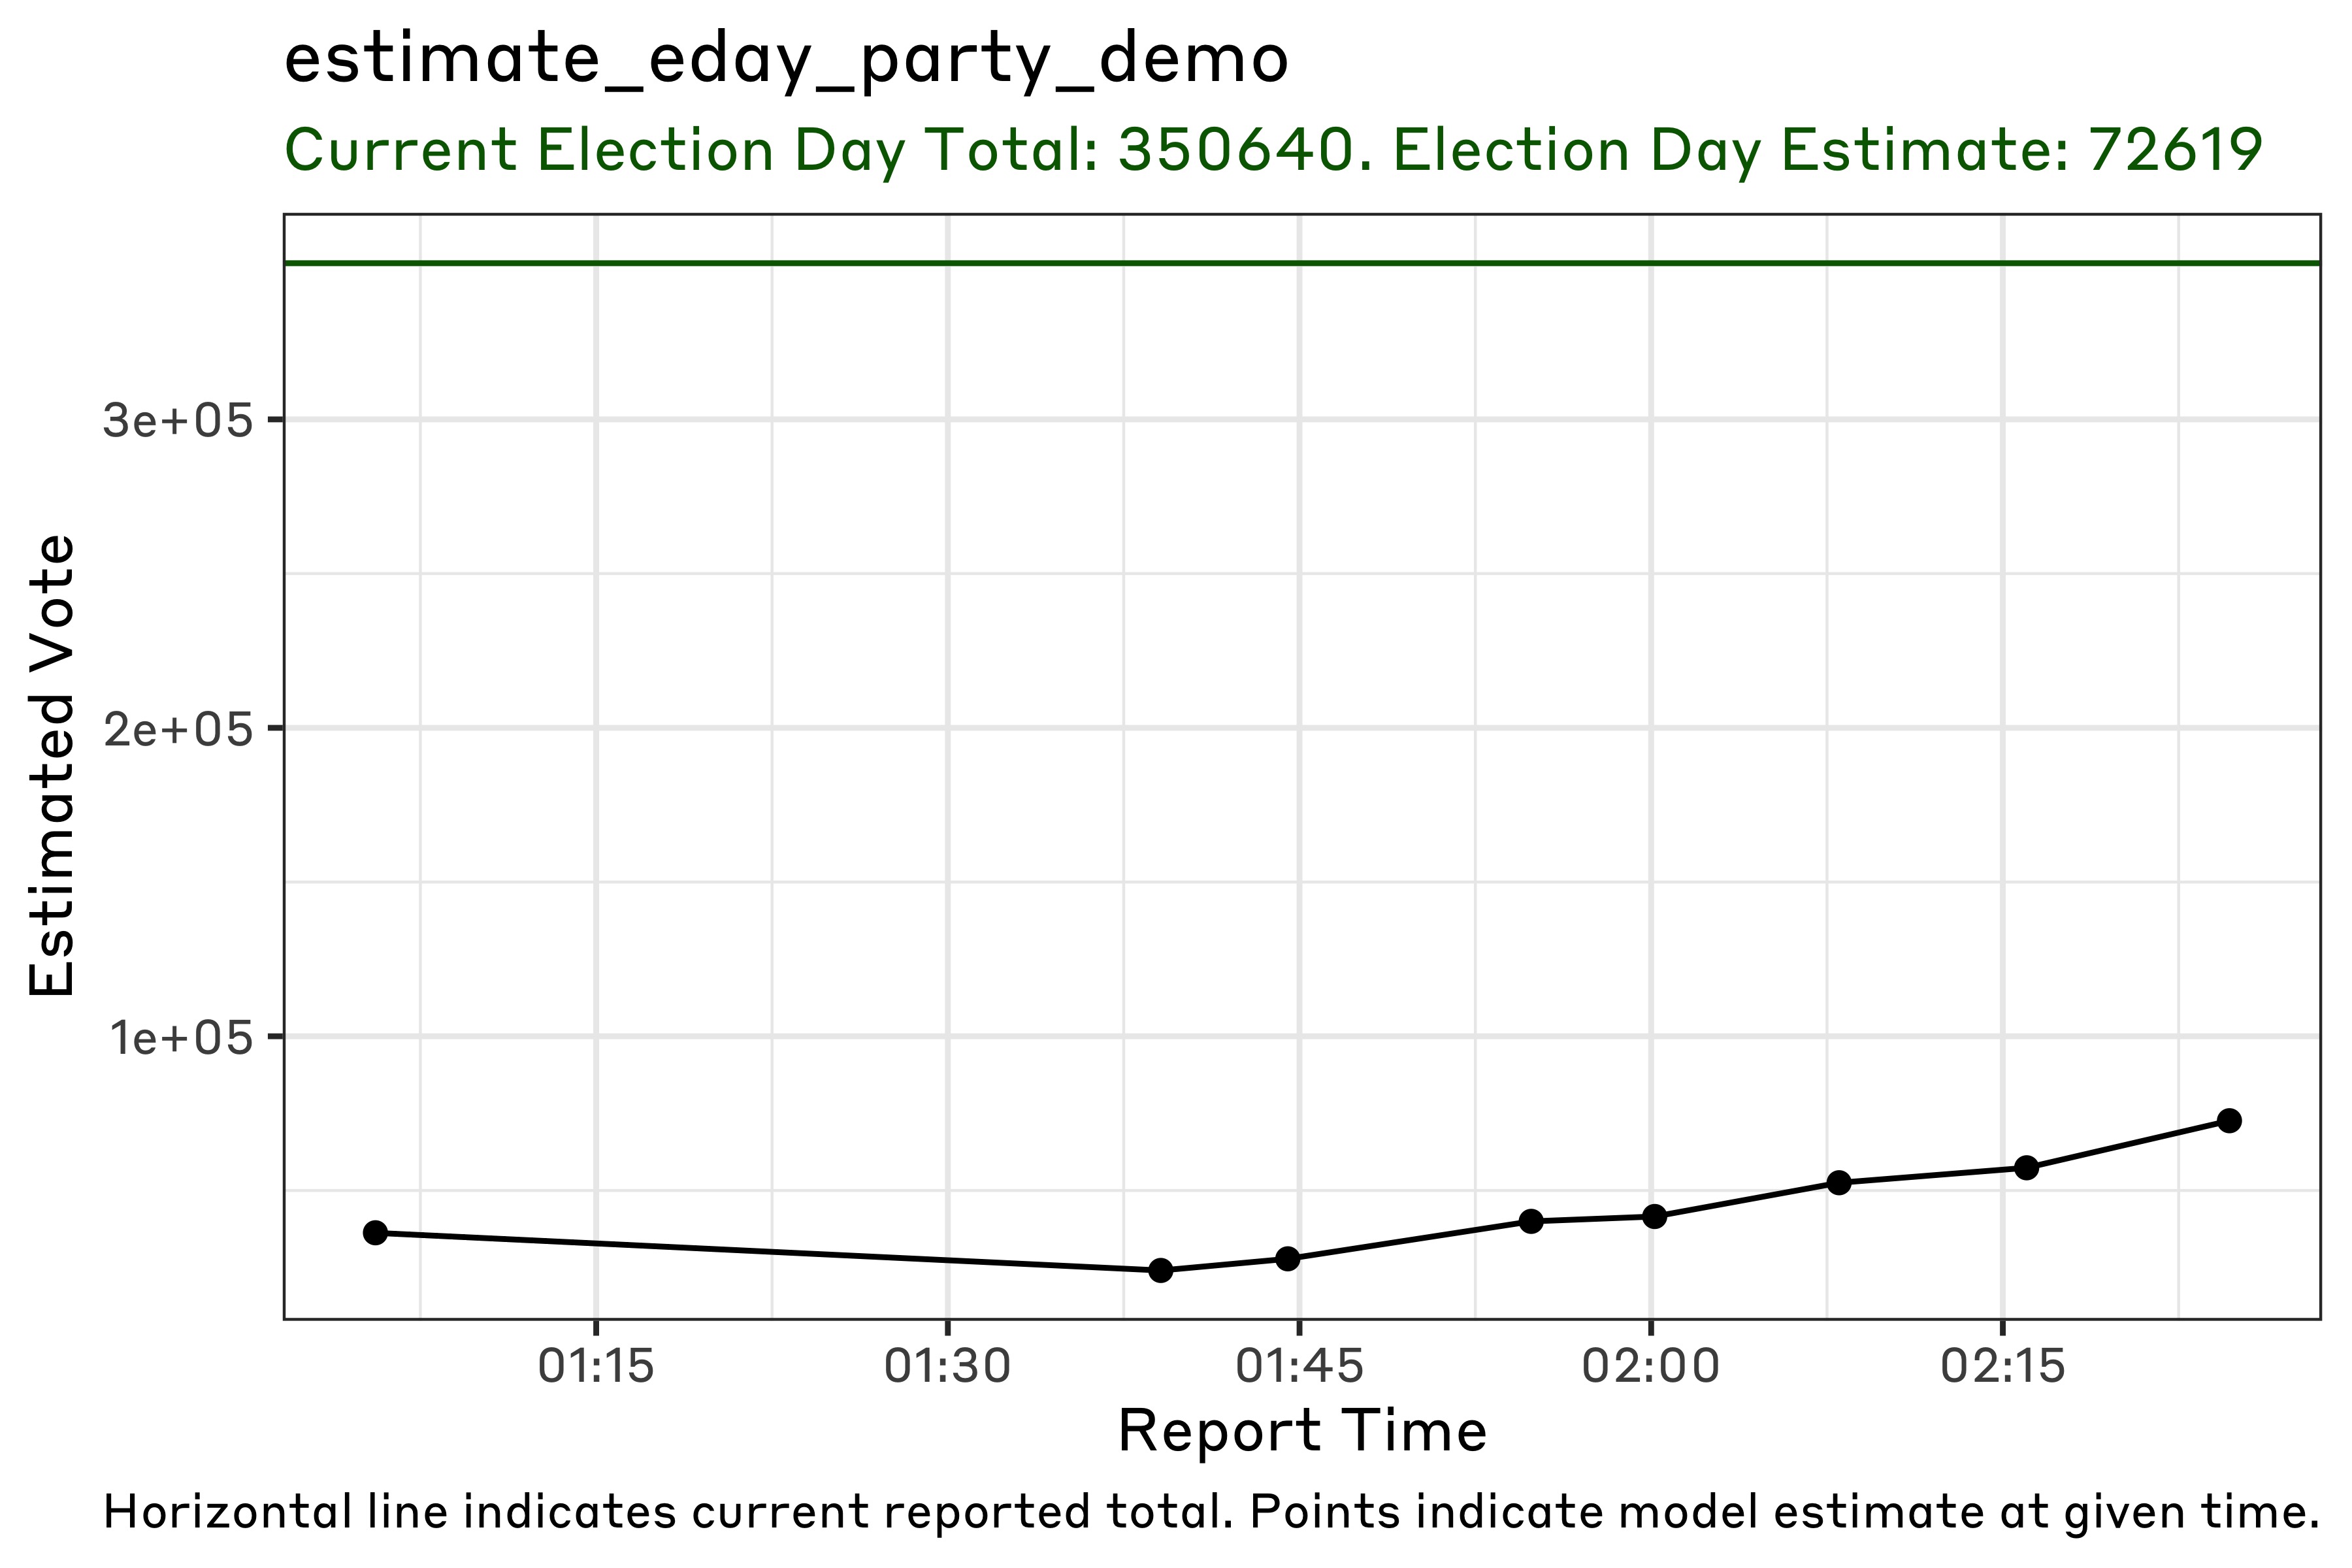 estimate_eday_party_demo
Current Election Day Total: 350640. Election Day Estimate: 72619
Estimated Vote
3e+05
2e+05
1e+05
01:15 01:30 01:45 02:00 02:15
Report Time
Horizontal line indicates current reported total. Points indicate model estimate at given time.